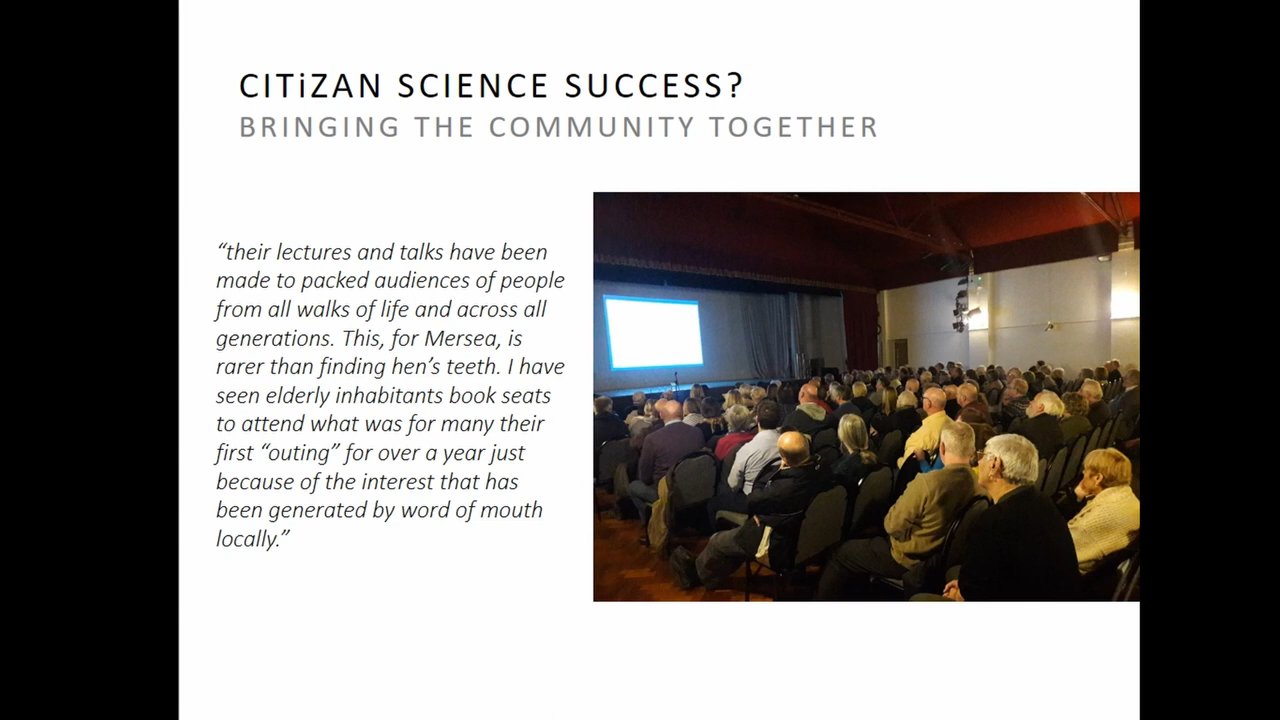 CITiZAN SCIENCE SUCCESS?
BRINGING THE COMMUNITY TOGETHER
“their lectures and talks have been
made to packed audiences of people
from all walks of life and across all
generations. This, for Mersea, is
rarer than finding hen’s teeth. I have
seen elderly inhabitants book seats
to attend what was for many their
first “outing” for over a year just
because of the interest that has
been generated by word of mouth
locally.”